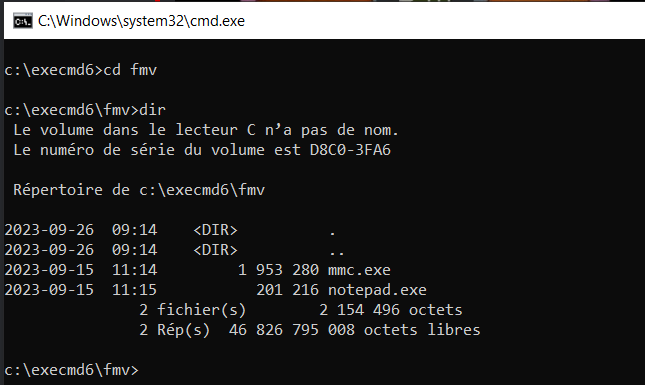 C:\Windows\system32\cmd.exe
c:\execmd6>cd fmv
c:\execmd6\fmv>dir
 Le volume dans le lecteur C n’a pas de nom.
 Le numéro de série du volume est D8C0-3FA6
 Répertoire de c:\execmd6\fmv
2023-09-26  09:14    <DIR>          .
2023-09-26  09:14    <DIR>          ..
2023-09-15  11:14         1 953 280 mmc.exe
2023-09-15  11:15           201 216 notepad.exe
               2 fichier(s)        2 154 496 octets
               2 Rép(s)  46 826 795 008 octets libres
c:\execmd6\fmv>